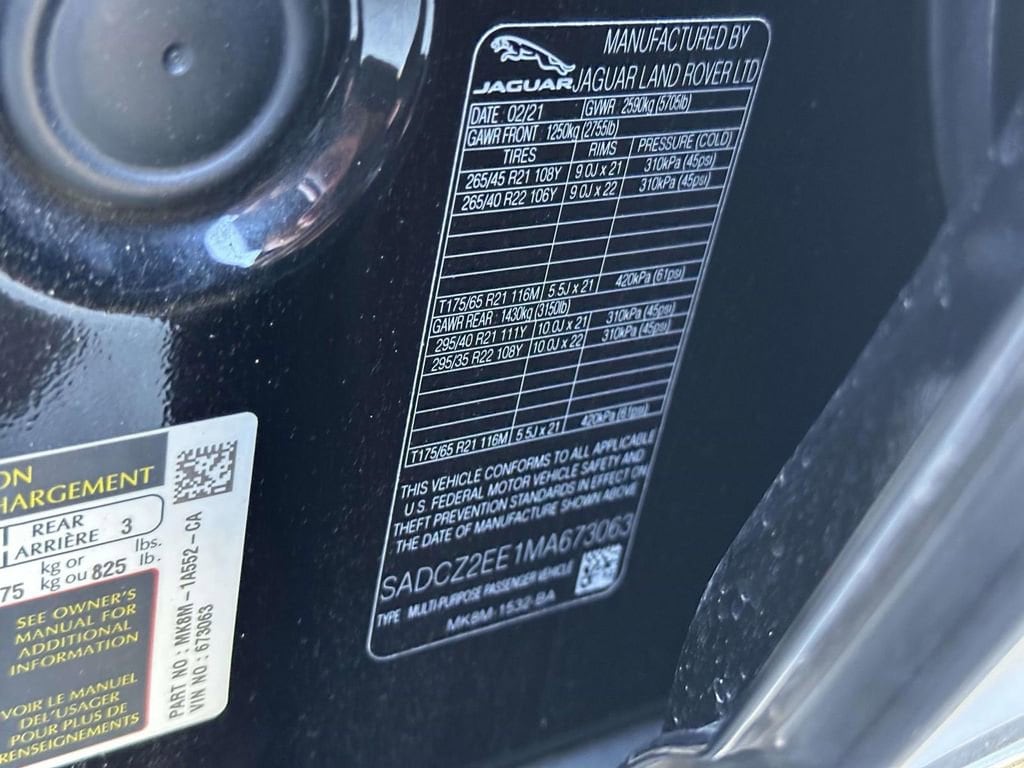 JAGUAR
MANUFACTURED BY
JAGUAR LAND ROVER LTD
DATE 02/21 GVWR 2590kg (5705lb)
GAWR FRONT 1250kg (2755lb)
TIRES RIMS PRESSURE (COLD)
265/45 R21 108Y 9.0J x 21 310kPa (45psi)
265/40 R22 106Y 9.0J x 22 310kPa (45psi)
T175/65 R21 116M 5.5J x 21 420kPa (61psi)
GAWR REAR 1430kg (3150lb)
295/40 R21 111Y 10.0J x 21 310kPa (45psi)
295/35 R22 108Y 10.0J x 22 310kPa (45psi)
T175/65 R21 116M 5.5J x 21 420kPa (61psi)
THIS VEHICLE CONFORMS TO ALL APPLICABLE
U.S. FEDERAL MOTOR VEHICLE SAFETY AND
THEFT PREVENTION STANDARDS IN EFFECT ON
THE DATE OF MANUFACTURE SHOWN ABOVE
SADCZ2EE1MA673063
TYPE MULTI-PURPOSE PASSENGER VEHICLE
MK8M-1532-BA
ON
HARGEMENT
REAR
ARRIÈRE 3
75 kg or 825 lbs.
kg ou lb.
SEE OWNER'S
MANUAL FOR
ADDITIONAL
INFORMATION
VOIR LE MANUEL
DEL'USAGER
POUR PLUS DE
RENSEIGNEMENTS
PART NO : MK8M-1A552-CA
VIN NO : 673063